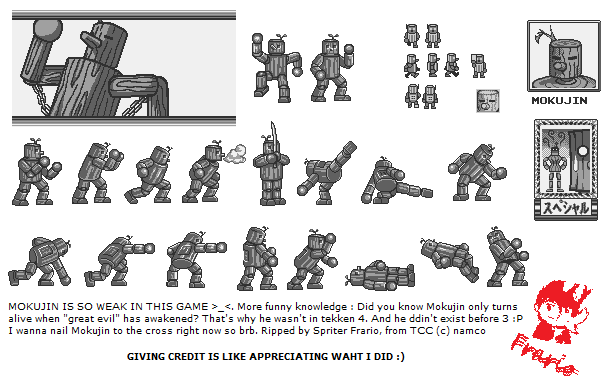 MOKUJIN
スペシャル
MOKUJIN IS SO WEAK IN THIS GAME >_<. More funny knowledge : Did you know Mokujin only turns
alive when "great evil" has awakened? That's why he wasn't in tekken 4. And he ddin't exist before 3 :P
I wanna nail Mokujin to the cross right now so brb. Ripped by Spriter Frario, from TCC (c) namco
Frario
GIVING CREDIT IS LIKE APPRECIATING WAHT I DID :)